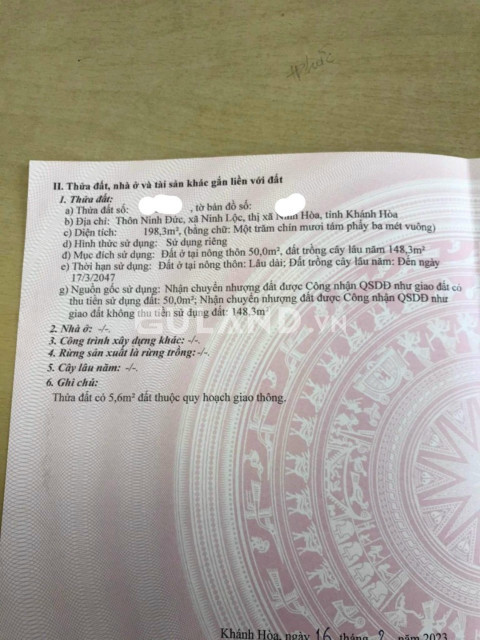 Phước
II. Thửa đất, nhà ở và tài sản khác gắn liền với đất
1. Thửa đất:
a) Thửa đất số: , tờ bản đồ số:
b) Địa chỉ: Thôn Ninh Đức, xã Ninh Lộc, thị xã Hòa, tỉnh Khánh Hòa
c) Diện tích: 198,3m², (bằng chữ: Một trăm chín mươi tám phẩy ba mét vuông)
d) Hình thức sử dụng: Sử dụng riêng
đ) Mục đích sử dụng: Đất ở tại nông thôn 50,0m², đất trồng cây lâu năm 148,3m²
e) Thời hạn sử dụng: Đất ở tại nông thôn: Lâu dài; Đất trồng cây lâu năm: Đến ngày
17/3/2047
g) Nguồn gốc sử dụng: Nhận chuyển nhượng đất được Công nhận QSDĐ như giao đất có
thu tiền sử dụng đất: 50,0m²; Nhận chuyển nhượng đất được Công nhận QSDĐ như
giao đất không thu tiền sử dụng đất: 148,3m²
2. Nhà ở: -/-.
3. Công trình xây dựng khác: -/-.
4. Rừng sản xuất là rừng trồng: -/-.
5. Cây lâu năm: -/-.
6. Ghi chú:
Thửa đất có 5,6m² đất thuộc quy hoạch giao thông.
GULAND.VN
Khánh Hòa, ngày 16 tháng 2 năm 2023